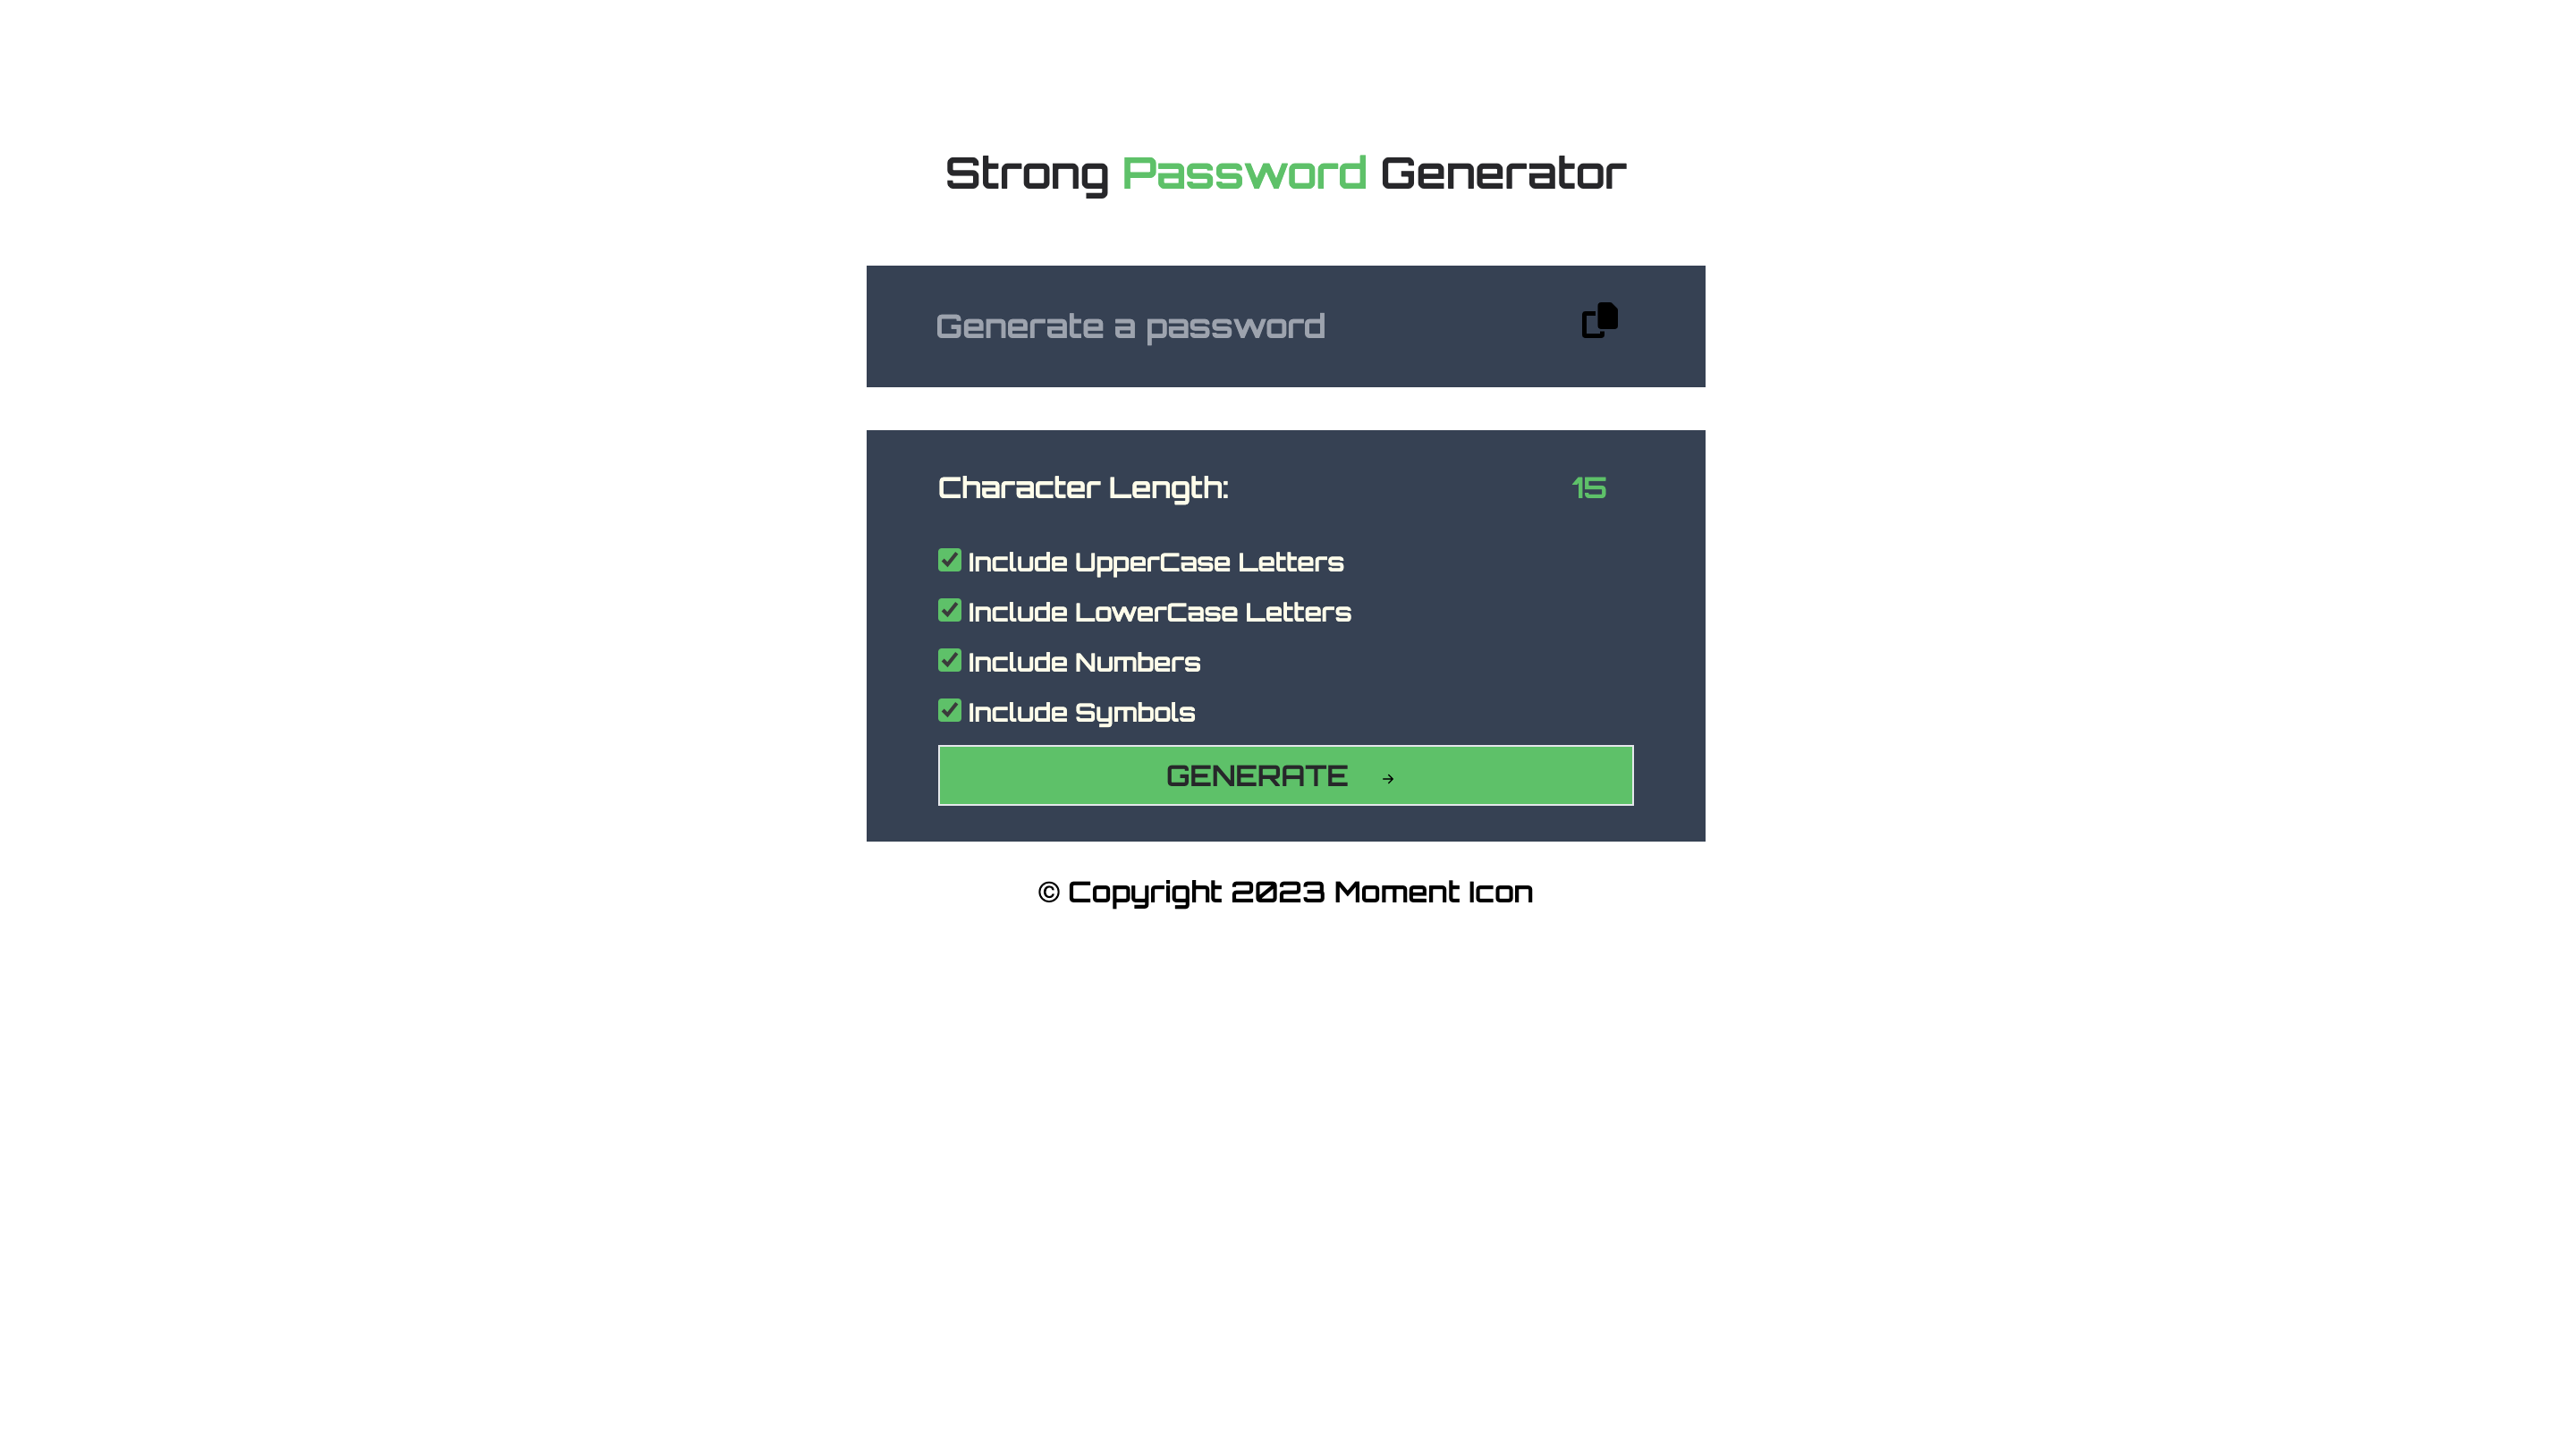 Strong Password Generator
Generate a password
Character Length: 15
Include UpperCase Letters
Include LowerCase Letters
Include Numbers
Include Symbols
GENERATE →
© Copyright 2023 Moment Icon